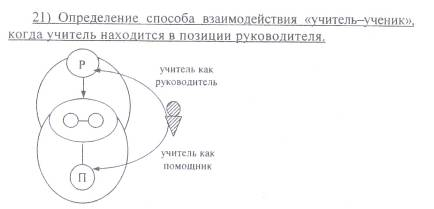 21) Определение способа взаимодействия «учитель–ученик»,
когда учитель находится в позиции руководителя.
Р
учитель как
руководитель
учитель как
помощник
П